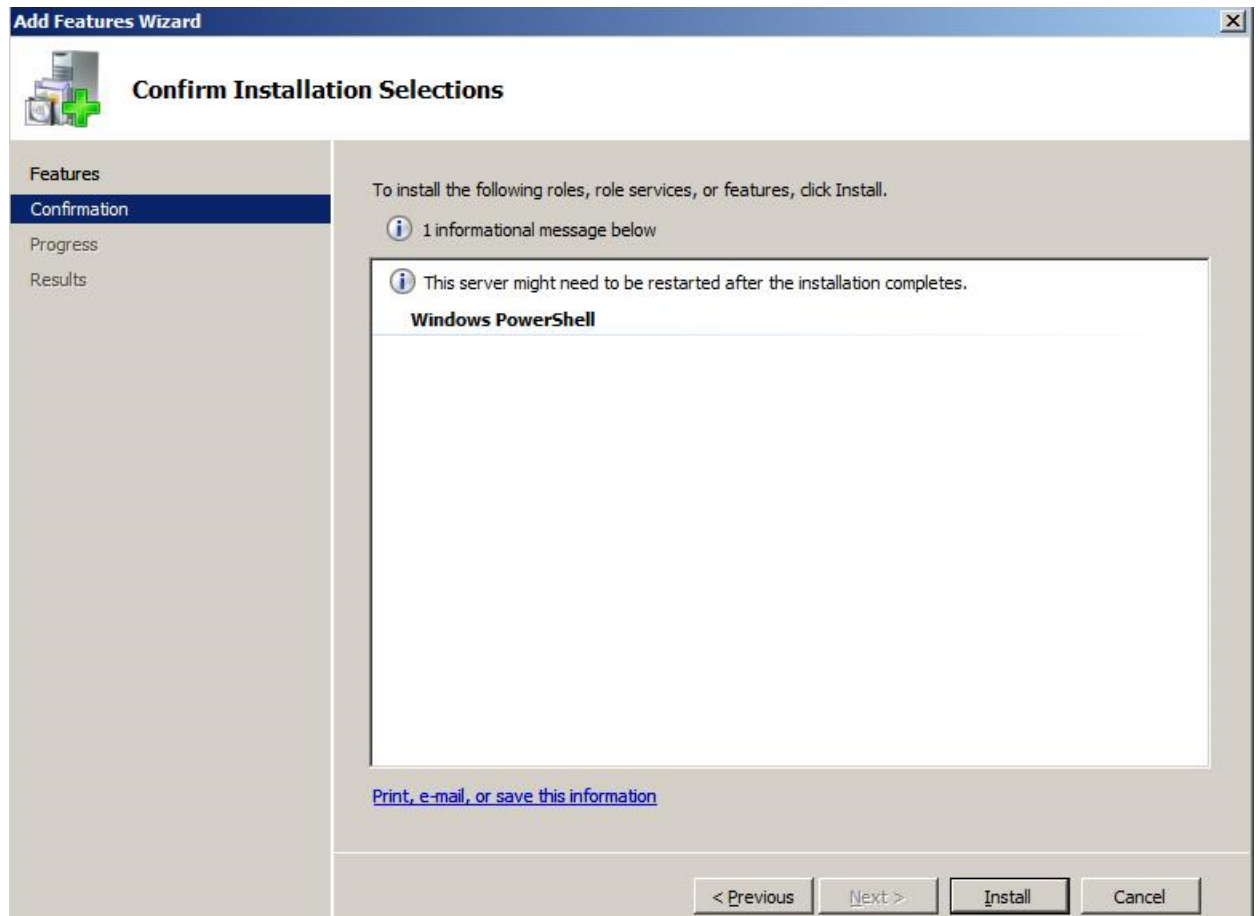 Add Features Wizard
Confirm Installation Selections
Features
Confirmation
Progress
Results
To install the following roles, role services, or features, click Install.
1 informational message below
This server might need to be restarted after the installation completes.
Windows PowerShell
Print, e-mail, or save this information
< Previous
Next >
Install
Cancel